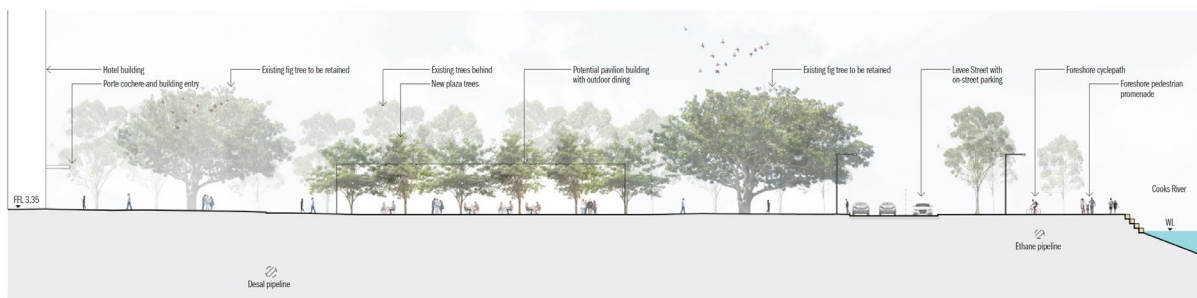 Hotel building
Porte cochere and building entry
Existing fig tree to be retained
Existing trees behind
New plaza trees
Potential pavilion building
with outdoor dining
Existing fig tree to be retained
Levee Street with
on-street parking
Foreshore cyclepath
Foreshore pedestrian
promenade
FFL 3.35
Cooks River
WL
Ethane pipeline
Desal pipeline